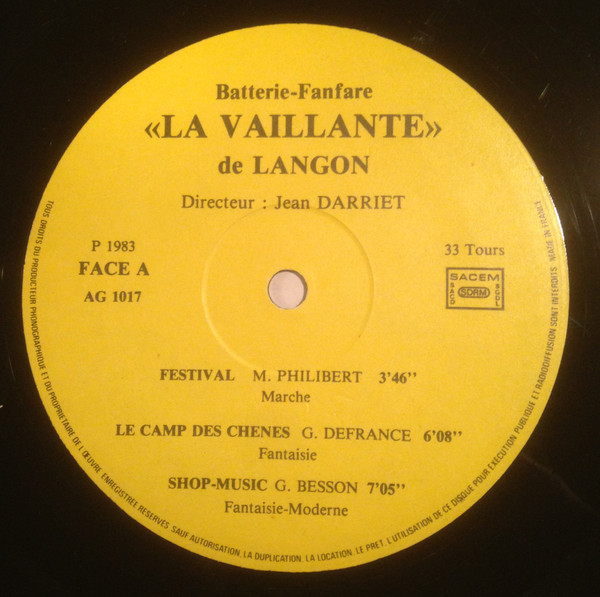 Batterie-Fanfare
«LA VAILLANTE»
de LANGON
Directeur : Jean DARRIET
P 1983
FACE A
AG 1017
33 Tours
SACEM
SACD SDRM SGDL
FESTIVAL M. PHILIBERT 3'46''
Marche
LE CAMP DES CHENES G. DEFRANCE 6'08''
Fantaisie
SHOP-MUSIC G. BESSON 7'05''
Fantaisie-Moderne
TOUS DROITS DU PRODUCTEUR PHONOGRAPHIQUE ET DU PROPRIETAIRE DE L'ŒUVRE ENREGISTREE RESERVES SAUF AUTORISATION, LA DUPLICATION, LA LOCATION, LE PRET, L'UTILISATION DE CE DISQUE POUR EXECUTION PUBLIQUE ET RADIODIFFUSION SONT INTERDITS. MADE IN FRANCE